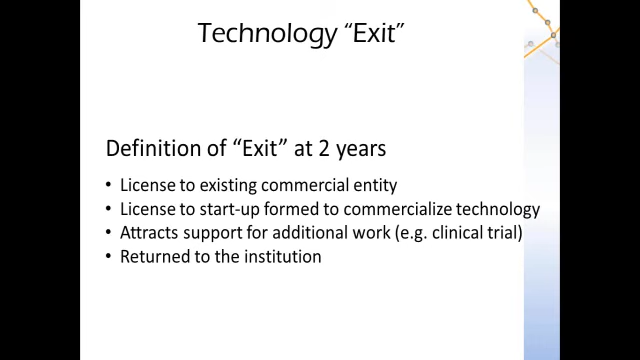 Technology “Exit”
Definition of “Exit” at 2 years
• License to existing commercial entity
• License to start-up formed to commercialize technology
• Attracts support for additional work (e.g. clinical trial)
• Returned to the institution